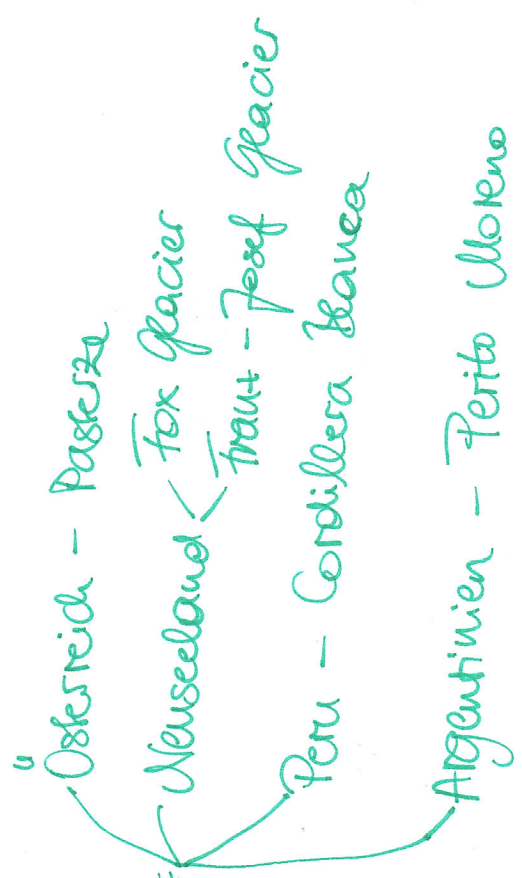 Österreich - Pasterze
Neuseeland < Fox Glacier
Franz-Josef Glacier
Peru - Cordillera Blanca
Argentinien - Perito Moreno